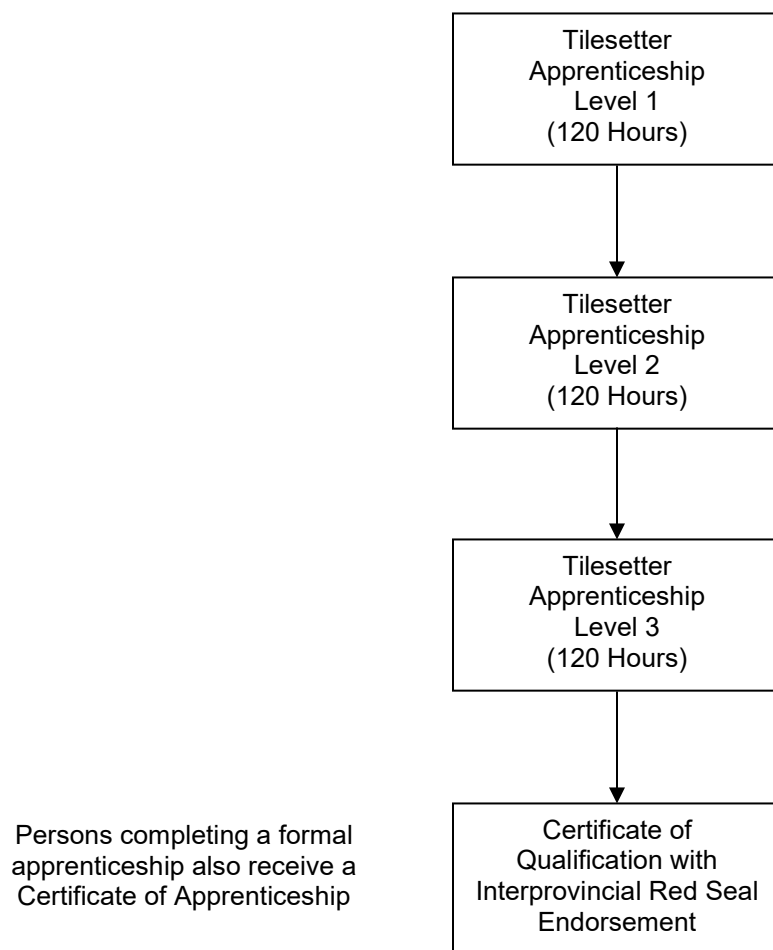 Tilesetter
Apprenticeship
Level 1
(120 Hours)
Tilesetter
Apprenticeship
Level 2
(120 Hours)
Tilesetter
Apprenticeship
Level 3
(120 Hours)
Persons completing a formal
apprenticeship also receive a
Certificate of Apprenticeship
Certificate of
Qualification with
Interprovincial Red Seal
Endorsement